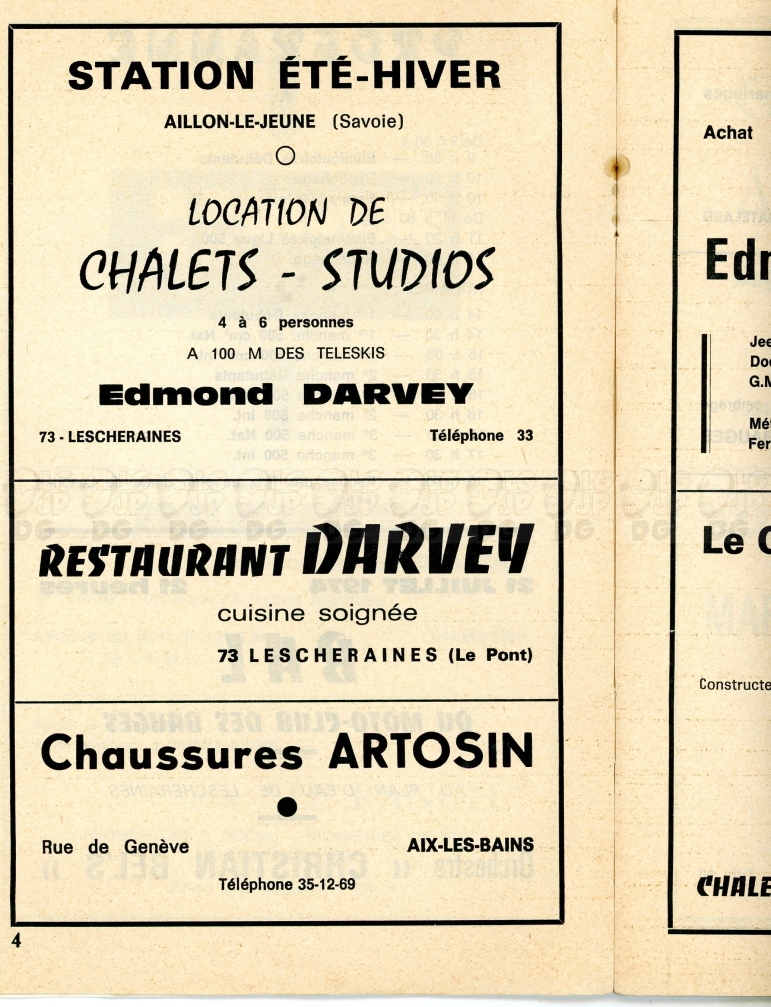 STATION ÉTÉ-HIVER
AILLON-LE-JEUNE (Savoie)
LOCATION DE
CHALETS - STUDIOS
4 à 6 personnes
A 100 M DES TELESKIS
Edmond DARVEY
73 - LESCHERAINES Téléphone 33
RESTAURANT DARVEY
cuisine soignée
73 LESCHERAINES (Le Pont)
Chaussures ARTOSIN
Rue de Genève AIX-LES-BAINS
Téléphone 35-12-69
4
Achat
Le
Constructe